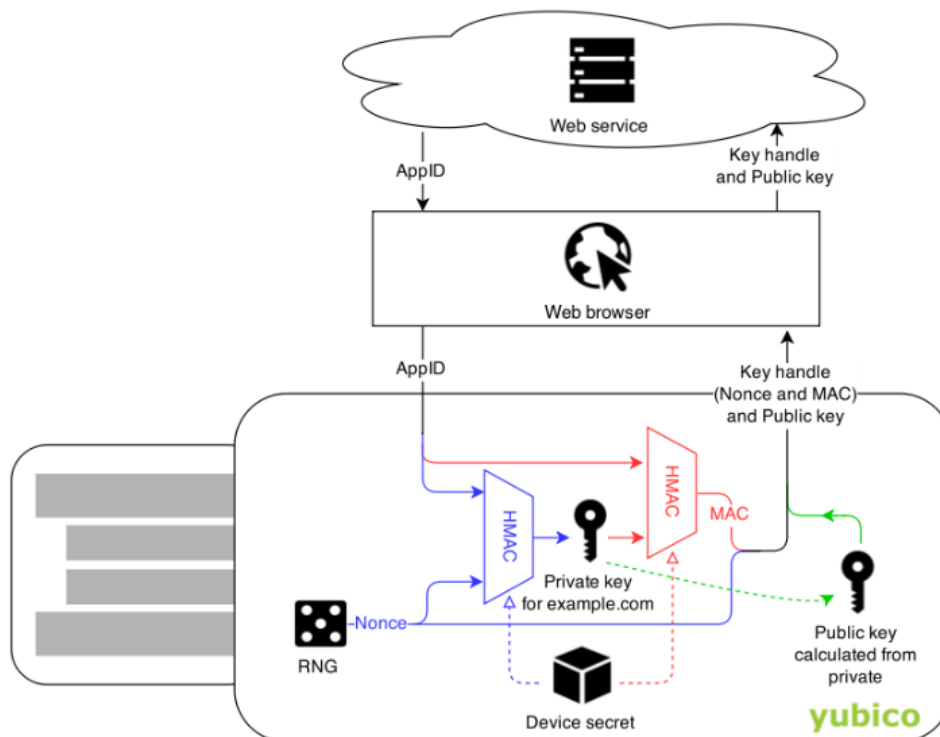 Web service
AppID
Key handle
and Public key
Web browser
AppID
Key handle
(Nonce and MAC)
and Public key
HMAC
HMAC
MAC
Private key
for example.com
Nonce
RNG
Device secret
Public key
calculated from
private
yubico